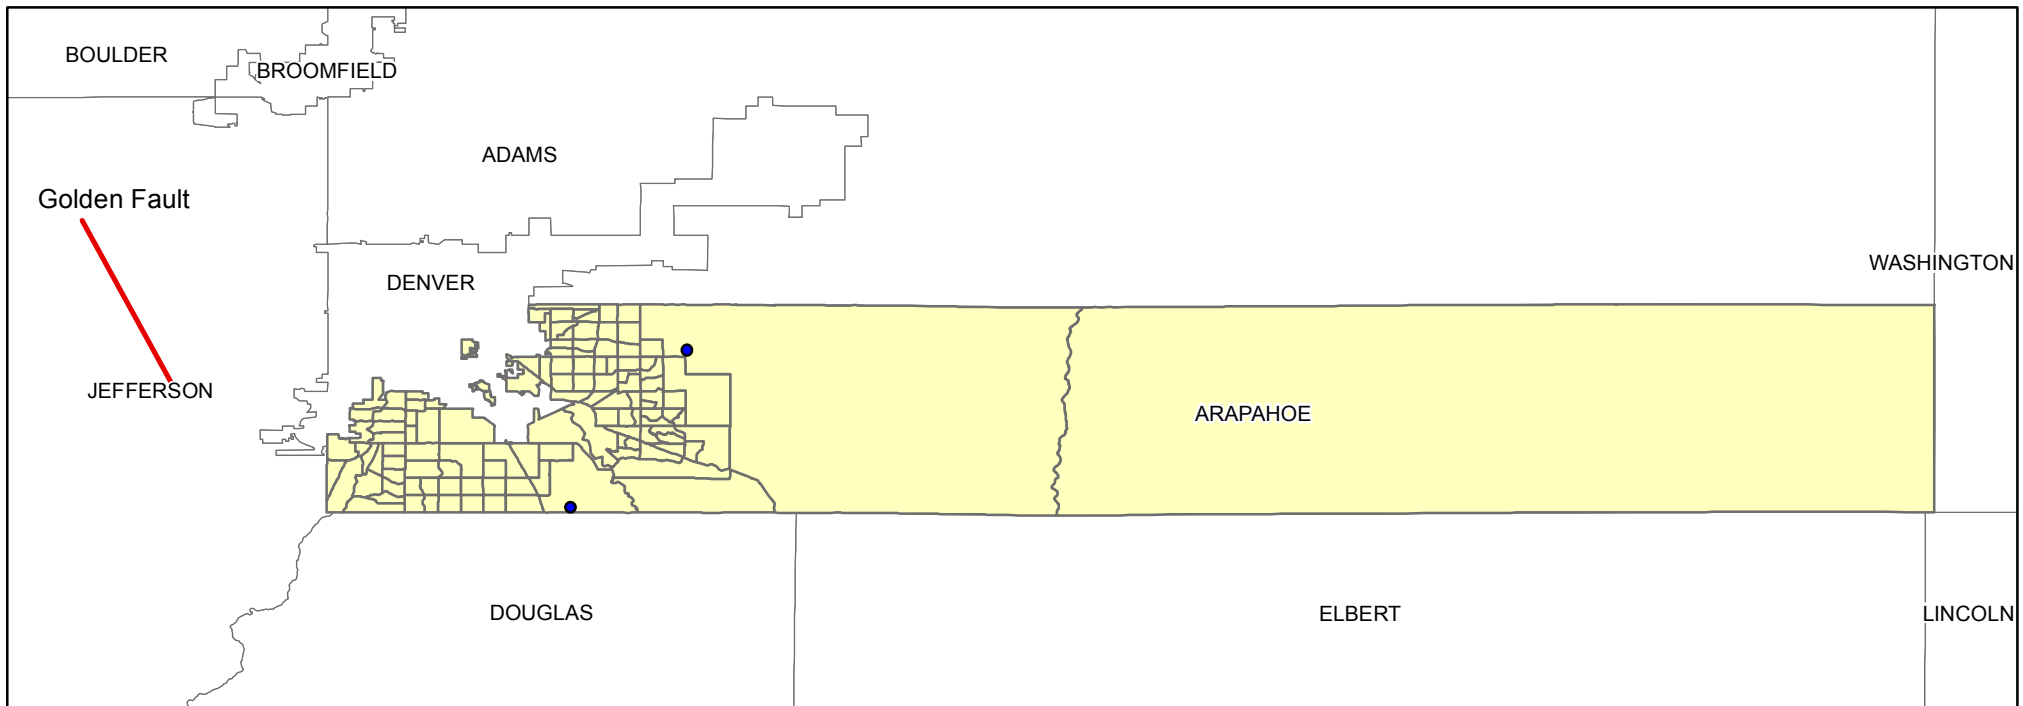 BOULDER
BROOMFIELD
ADAMS
Golden Fault
WASHINGTON
DENVER
JEFFERSON
ARAPAHOE
DOUGLAS
ELBERT
LINCOLN